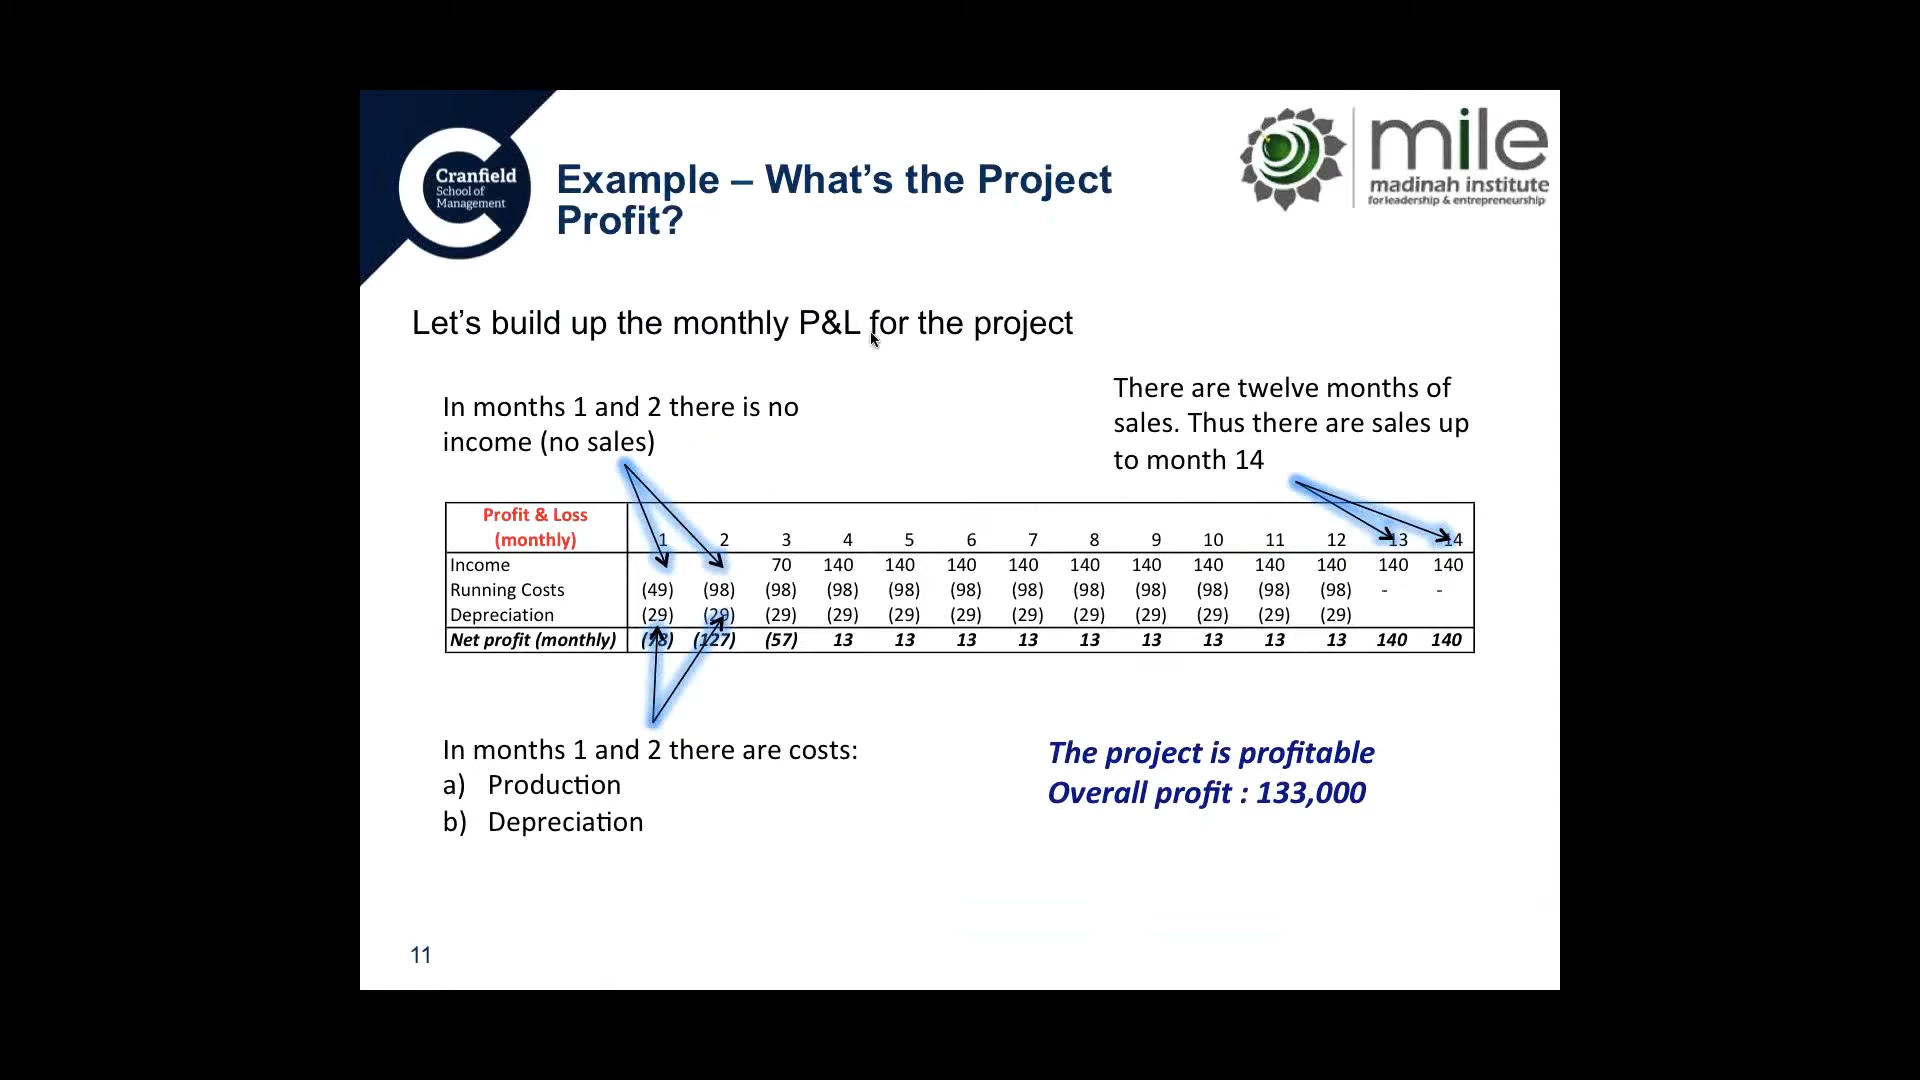 Cranfield
School of
Management
Example – What's the Project
Profit?
mile
madinah institute
for leadership & entrepreneurship
Let's build up the monthly P&L for the project
In months 1 and 2 there is no
income (no sales)
There are twelve months of
sales. Thus there are sales up
to month 14
Profit & Loss
(monthly) 1 2 3 4 5 6 7 8 9 10 11 12 13 14
Income 70 140 140 140 140 140 140 140 140 140 140 140
Running Costs (49) (98) (98) (98) (98) (98) (98) (98) (98) (98) (98) (98) - -
Depreciation (29) (29) (29) (29) (29) (29) (29) (29) (29) (29) (29) (29)
Net profit (monthly) (78) (127) (57) 13 13 13 13 13 13 13 13 13 140 140
In months 1 and 2 there are costs:
a) Production
b) Depreciation
The project is profitable
Overall profit : 133,000
11